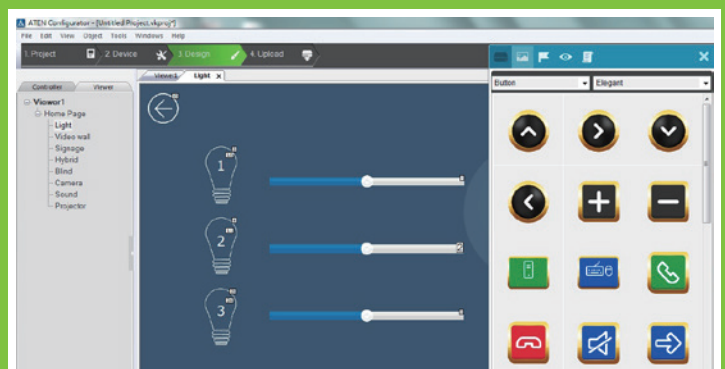 ATEN Configurator - [Untitled Project.vkproj*]
File Edit View Object Tools Windows Help
1. Project 2. Device 3. Design 4. Upload
Viewer1 Light x
Button Elegant
Controller Viewer
Viewer1
Home Page
Light
Video wall
Signage
Hybrid
Blind
Camera
Sound
Projector
1
2
3